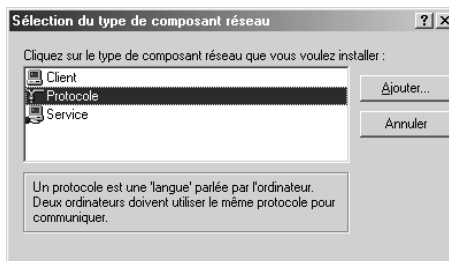 Sélection du type de composant réseau
Cliquez sur le type de composant réseau que vous voulez installer :
Client
Protocole
Service
Ajouter...
Annuler
Un protocole est une 'langue' parlée par l'ordinateur.
Deux ordinateurs doivent utiliser le même protocole pour
communiquer.